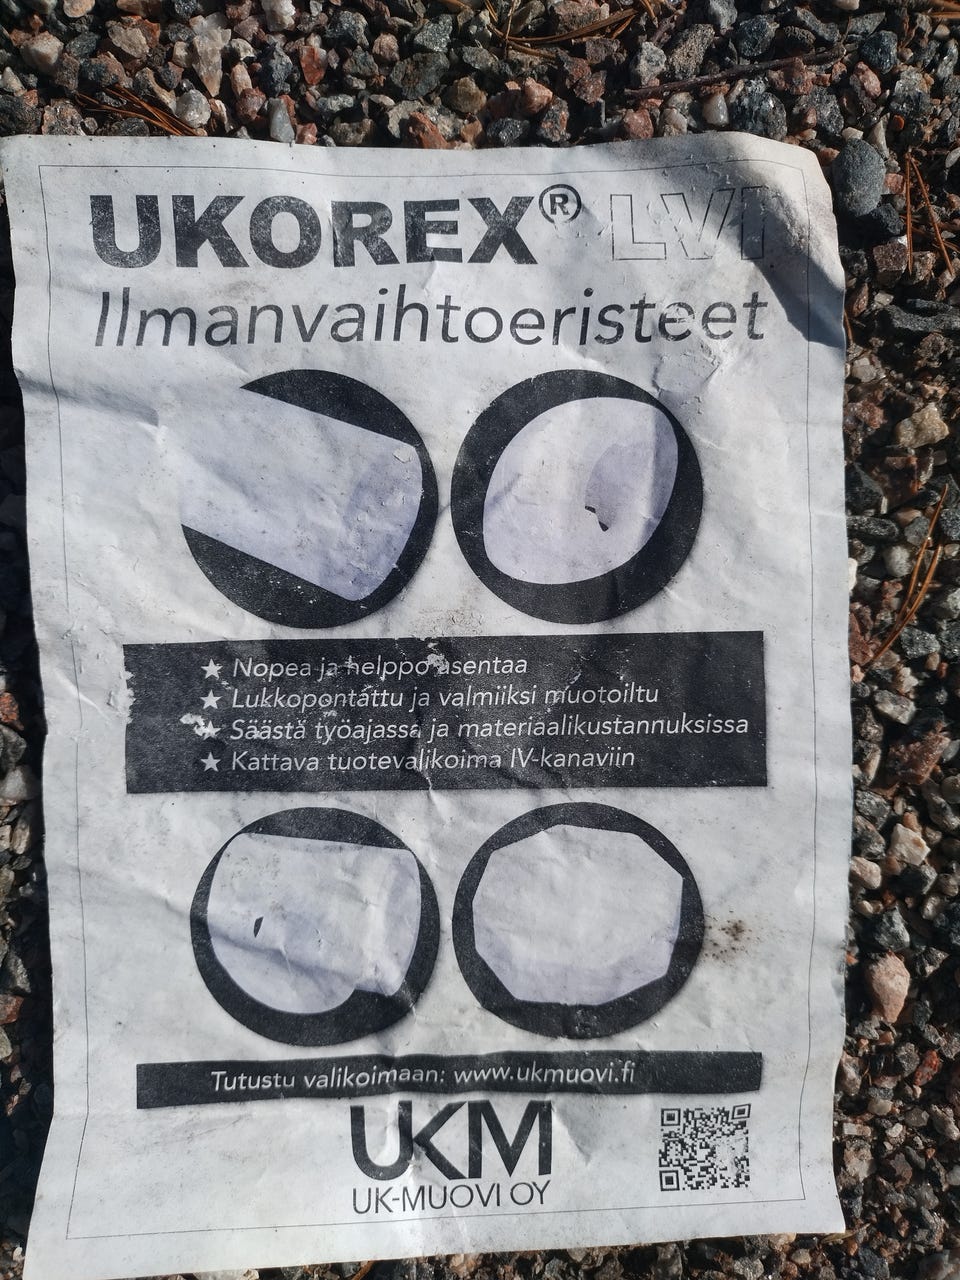 UKOREX® LVI
Ilmanvaihtoeristeet
★ Nopea ja helppo asentaa
★ Lukkopontattu ja valmiiksi muotoiltu
★ Säästä työajassa ja materiaalikustannuksissa
★ Kattava tuotevalikoima IV-kanaviin
Tutustu valikoimaan: www.ukmuovi.fi
UKM
UK-MUOVI OY